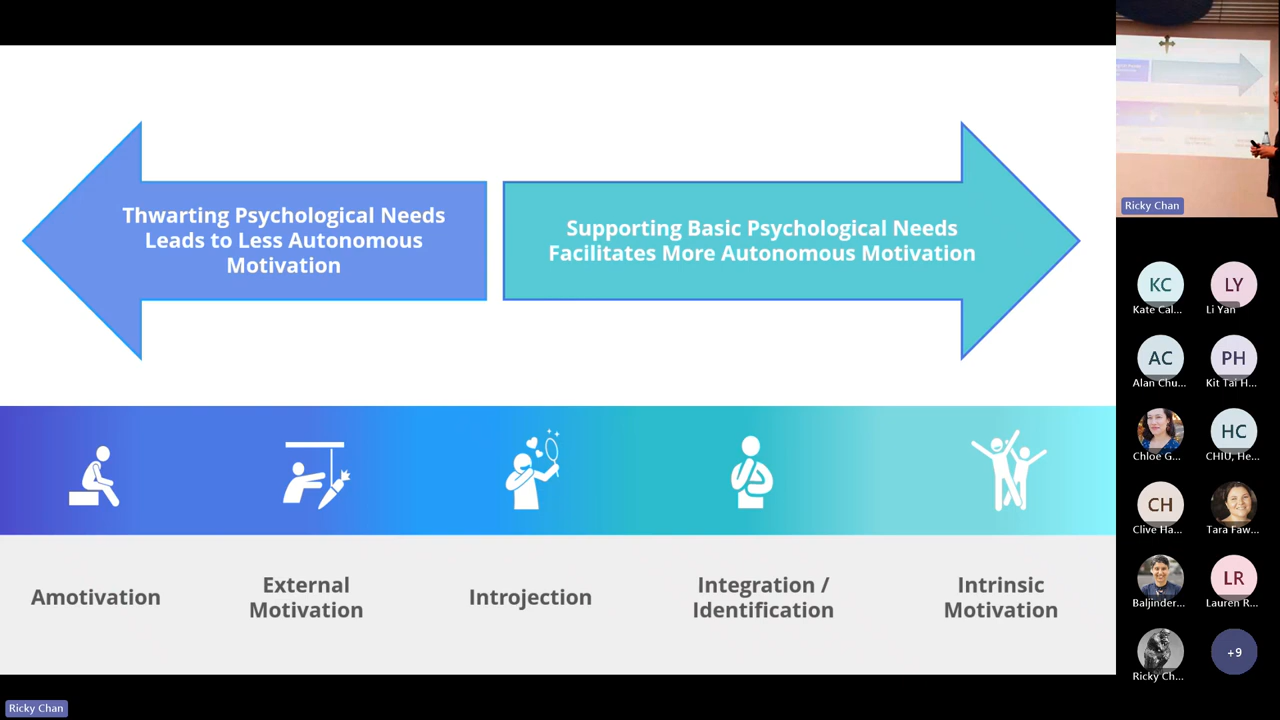 Thwarting Psychological Needs
Leads to Less Autonomous
Motivation
Supporting Basic Psychological Needs
Facilitates More Autonomous Motivation
Amotivation
External
Motivation
Introjection
Integration /
Identification
Intrinsic
Motivation
Ricky Chan
Ricky Chan
KC
Kate Cal...
LY
Li Yan
AC
Alan Chu...
PH
Kit Tai H...
Chloe G...
HC
CHIU, He...
CH
Clive Ha...
Tara Faw...
Baljinder...
LR
Lauren R...
Ricky Ch...
+9